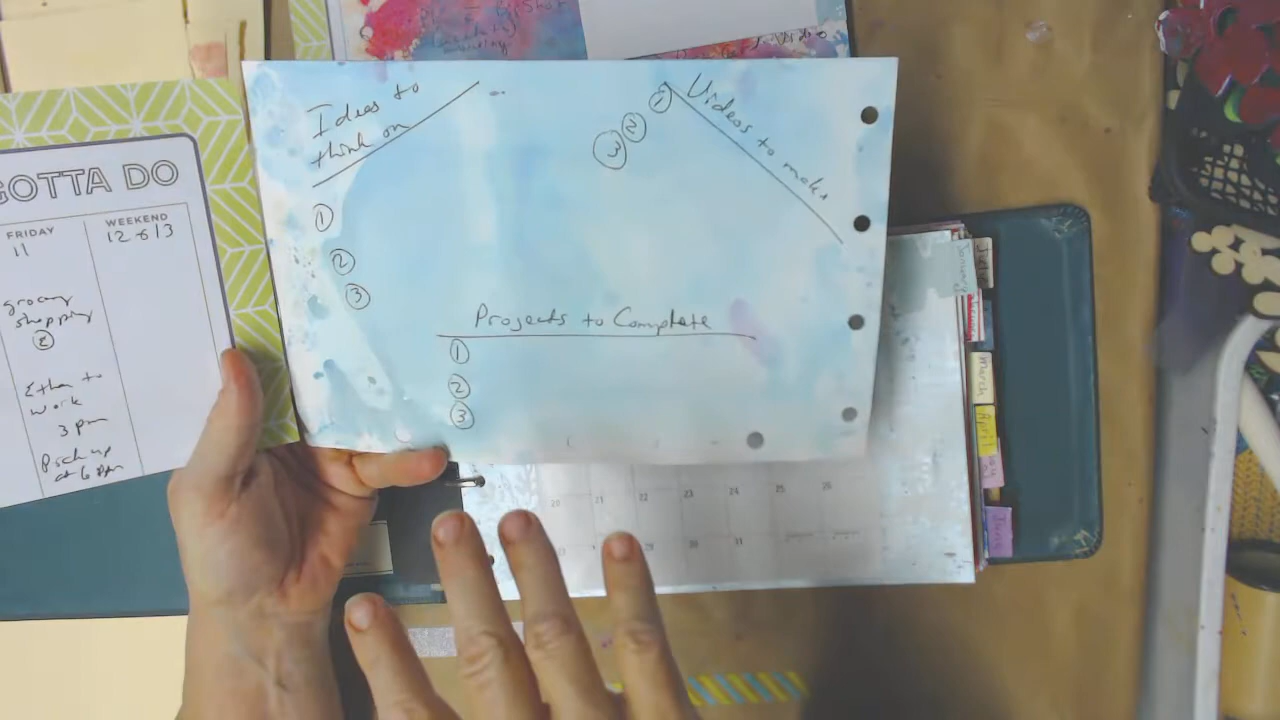 Ideas to
think on
①
②
③
Videos to make
①
②
③
Projects to Complete
①
②
③
GOTTA DO
FRIDAY
11
WEEKEND
12 & 13
grocery
shopping
②
Ethan to
work
3 pm
Pick up
at 6 pm
20 21 22 23 24 25 26
28 30 31
January
March
April